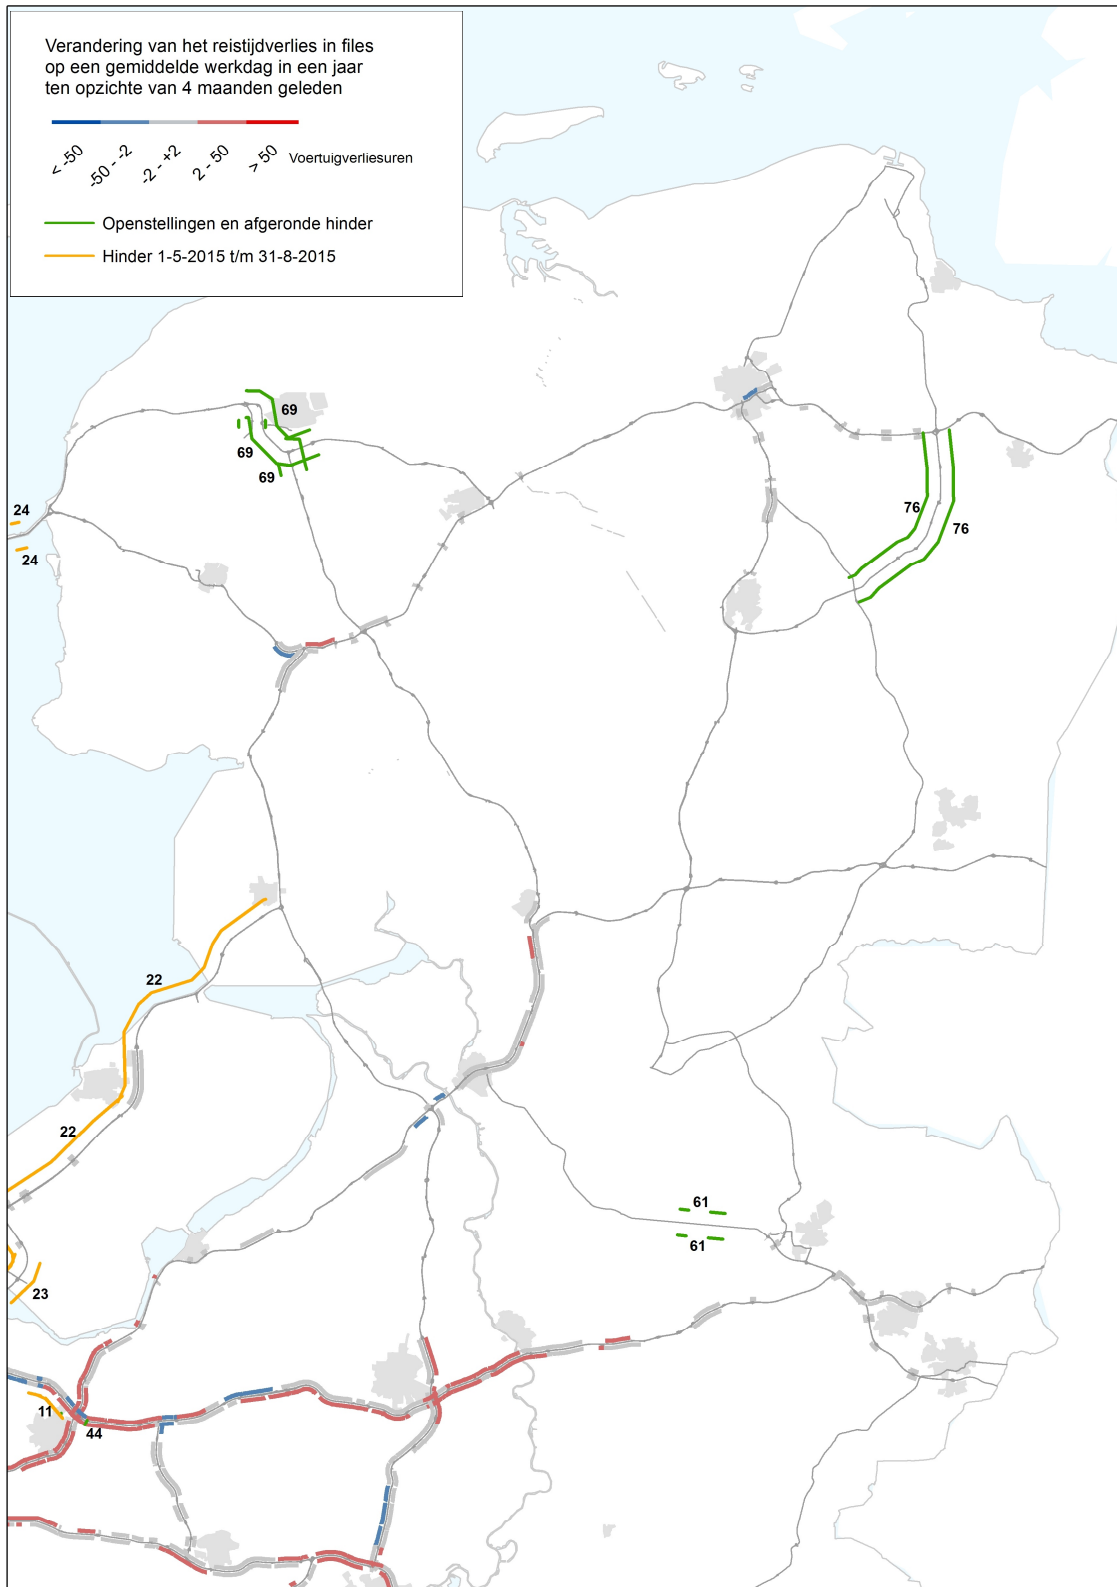 Verandering van het reistijdverlies in files
op een gemiddelde werkdag in een jaar
ten opzichte van 4 maanden geleden
< -50
-50 - -2
-2 - +2
2 - 50
> 50
Voertuigverliesuren
Openstellingen en afgeronde hinder
Hinder 1-5-2015 t/m 31-8-2015
69
69
69
24
24
76
76
22
22
61
61
23
11
44